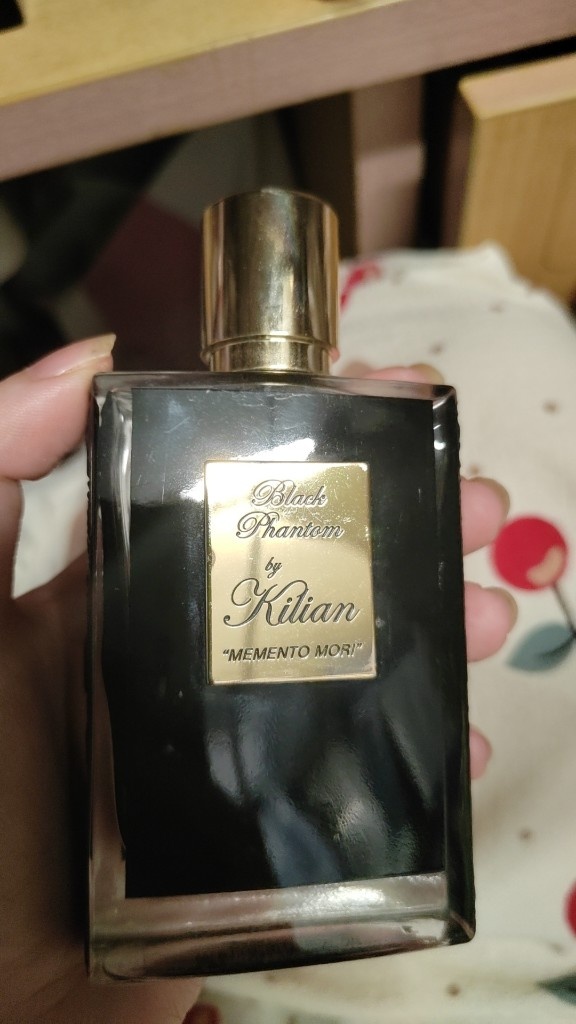 Black
Phantom
by
Kilian
"MEMENTO MORI"